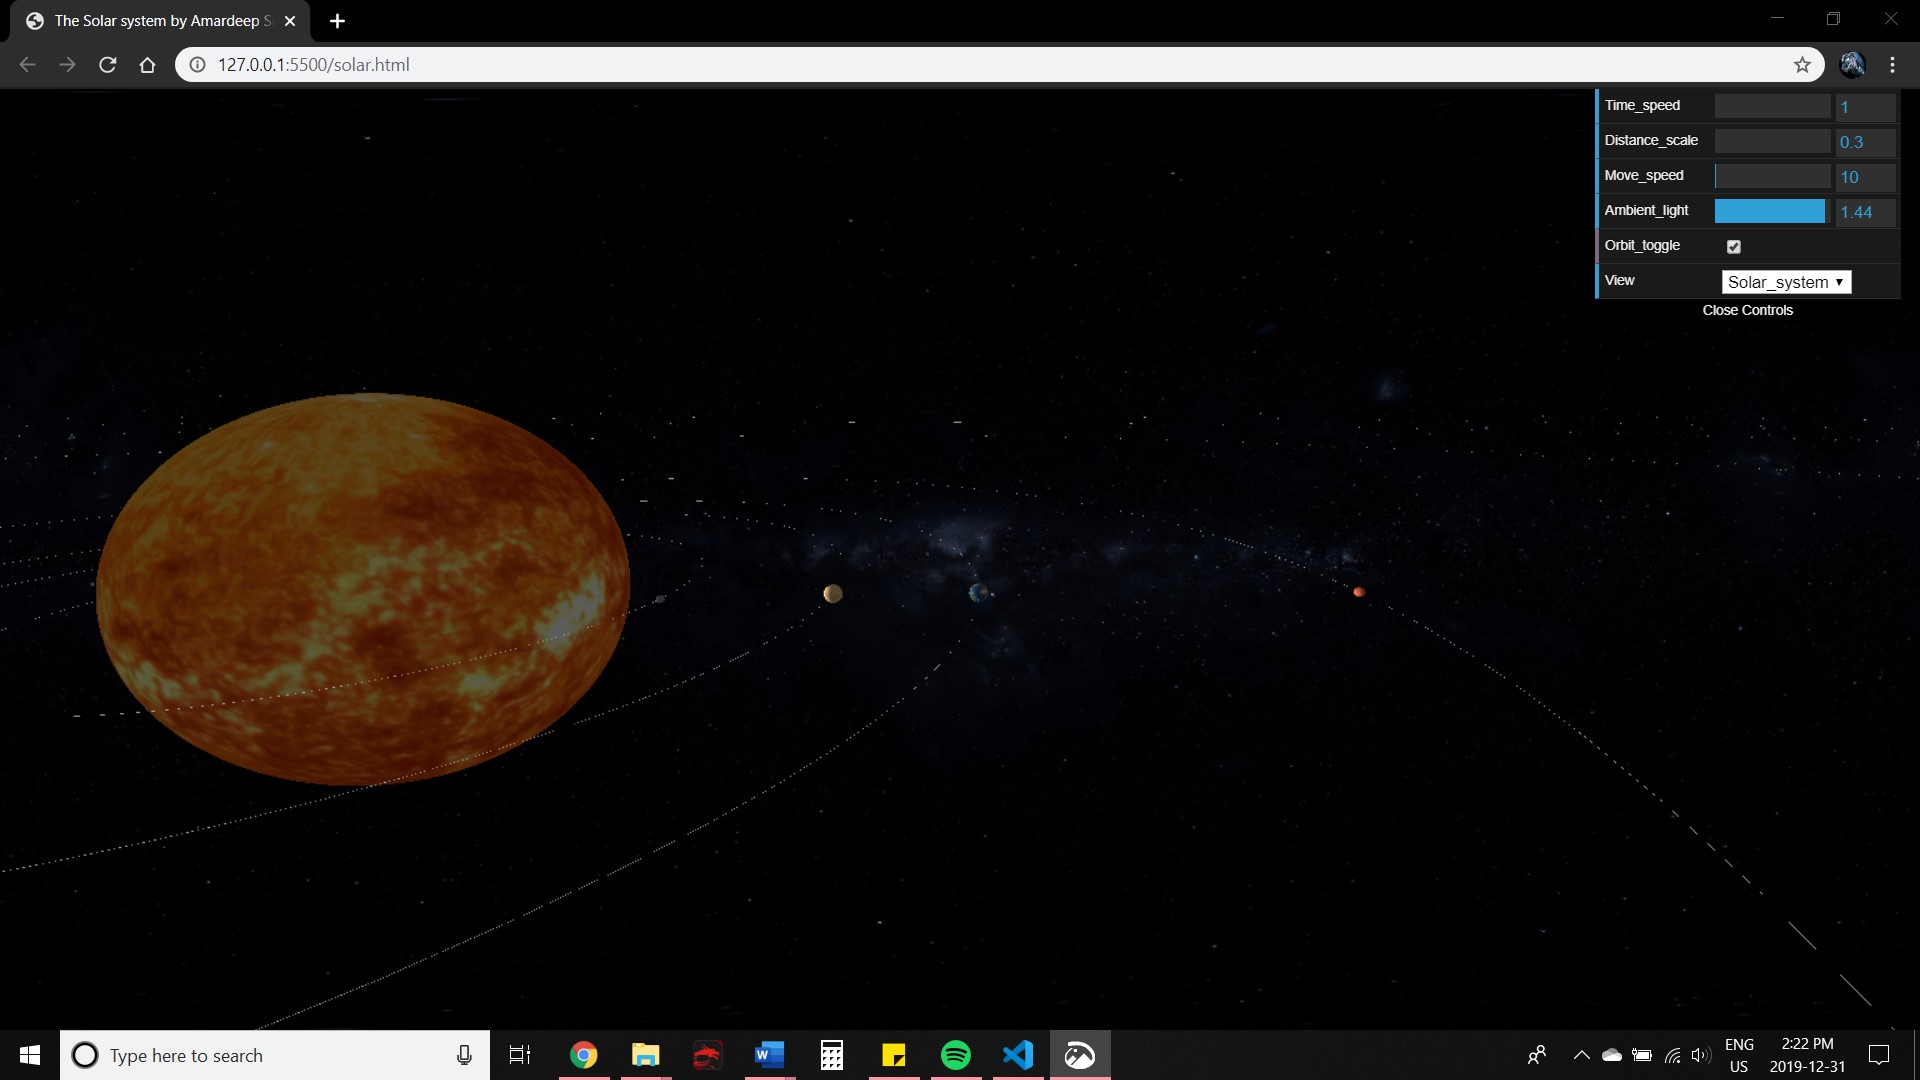 The Solar system by Amardeep S
127.0.0.1:5500/solar.html
Time_speed 1
Distance_scale 0.3
Move_speed 10
Ambient_light 1.44
Orbit_toggle
View Solar_system
Close Controls
Type here to search
W
ENG
US
2:22 PM
2019-12-31